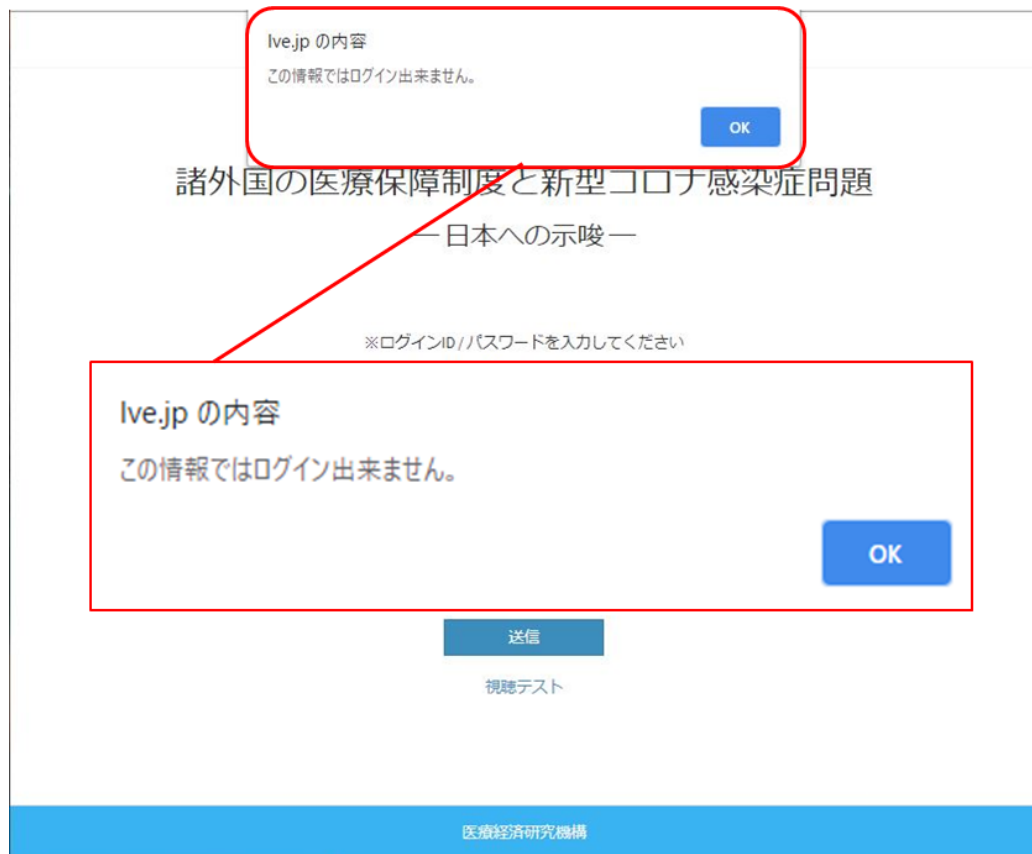 lve.jp の内容
この情報ではログイン出来ません。
OK
諸外国の医療保障制度と新型コロナ感染症問題
―日本への示唆―
※ログインID/パスワードを入力してください
lve.jp の内容
この情報ではログイン出来ません。
OK
送信
視聴テスト
医療経済研究機構